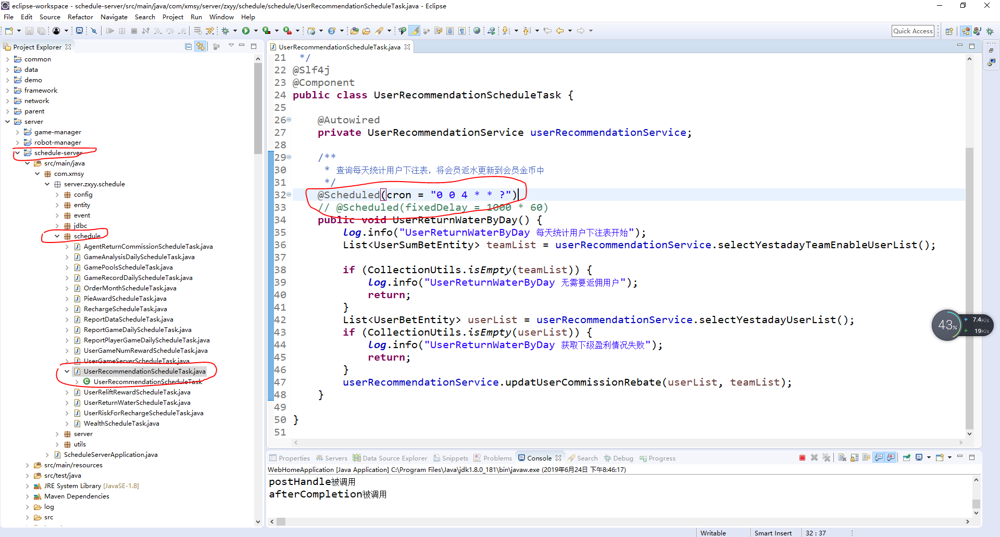 eclipse-workspace - schedule-server/src/main/java/com/xmsy/server/zxyy/schedule/schedule/UserRecommendationScheduleTask.java - Eclipse
File Edit Source Refactor Navigate Search Project Run Window Help
Quick Access
Project Explorer
common
data
demo
framework
network
parent
server
game-manager
robot-manager
schedule-server
src/main/java
com.xmsy
server.zxyy.schedule
config
entity
event
jdbc
schedule
AgentReturnCommissionScheduleTask.java
GameAnalysisDailyScheduleTask.java
GamePoolsScheduleTask.java
GameRecordDailyScheduleTask.java
OrderMonthScheduleTask.java
PieAwardScheduleTask.java
RechargeScheduleTask.java
ReportDataScheduleTask.java
ReportGameDailyScheduleTask.java
ReportPlayerGameDailyScheduleTask.java
UserGameNumRewardScheduleTask.java
UserGameServerScheduleTask.java
UserRecommendationScheduleTask.java
UserRecommendationScheduleTask
UserReliftRewardScheduleTask.java
UserReturnWaterScheduleTask.java
UserRiskForRechargeScheduleTask.java
WealthScheduleTask.java
server
utils
ScheduleServerApplication.java
src/main/resources
src/test/java
JRE System Library [JavaSE-1.8]
Maven Dependencies
log
src
UserRecommendationScheduleTask.java
21 */
22 @Slf4j
23 @Component
24 public class UserRecommendationScheduleTask {
25
26 @Autowired
27 private UserRecommendationService userRecommendationService;
28
29 /**
30 * 查询每天统计用户下注表，将会员返水更新到会员金币中
31 */
32 @Scheduled(cron = "0 0 4 * * ?")
33 // @Scheduled(fixedDelay = 1000 * 60)
34 public void UserReturnWaterByDay() {
35 log.info("UserReturnWaterByDay 每天统计用户下注表开始");
36 List<UserSumBetEntity> teamList = userRecommendationService.selectYestadayTeamEnableUserList();
37
38 if (CollectionUtils.isEmpty(teamList)) {
39 log.info("UserReturnWaterByDay 无需要返佣用户");
40 return;
41 }
42 List<UserBetEntity> userList = userRecommendationService.selectYestadayUserList();
43 if (CollectionUtils.isEmpty(userList)) {
44 log.info("UserReturnWaterByDay 获取下级盈利情况失败");
45 return;
46 }
47 userRecommendationService.updatUserCommissionRebate(userList, teamList);
48 }
49
50 }
51
43%
7.4K/s
19K/s
Properties Servers Data Source Explorer Snippets Problems Console Search Debug Progress
WebHomeApplication [Java Application] C:\Program Files\Java\jdk1.8.0_181\bin\javaw.exe (2019年6月24日 下午8:46:17)
postHandle被调用
afterCompletion被调用
Writable Smart Insert 32 : 37